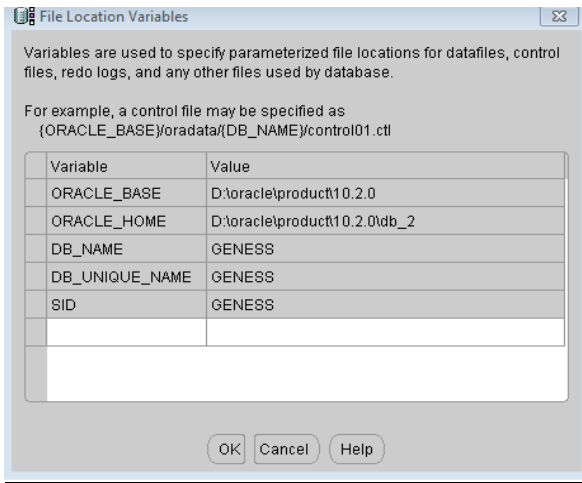 File Location Variables
Variables are used to specify parameterized file locations for datafiles, control
files, redo logs, and any other files used by database.
For example, a control file may be specified as
{ORACLE_BASE}/oradata/{DB_NAME}/control01.ctl
Variable Value
ORACLE_BASE D:\oracle\product\10.2.0
ORACLE_HOME D:\oracle\product\10.2.0\db_2
DB_NAME GENESS
DB_UNIQUE_NAME GENESS
SID GENESS
OK Cancel Help